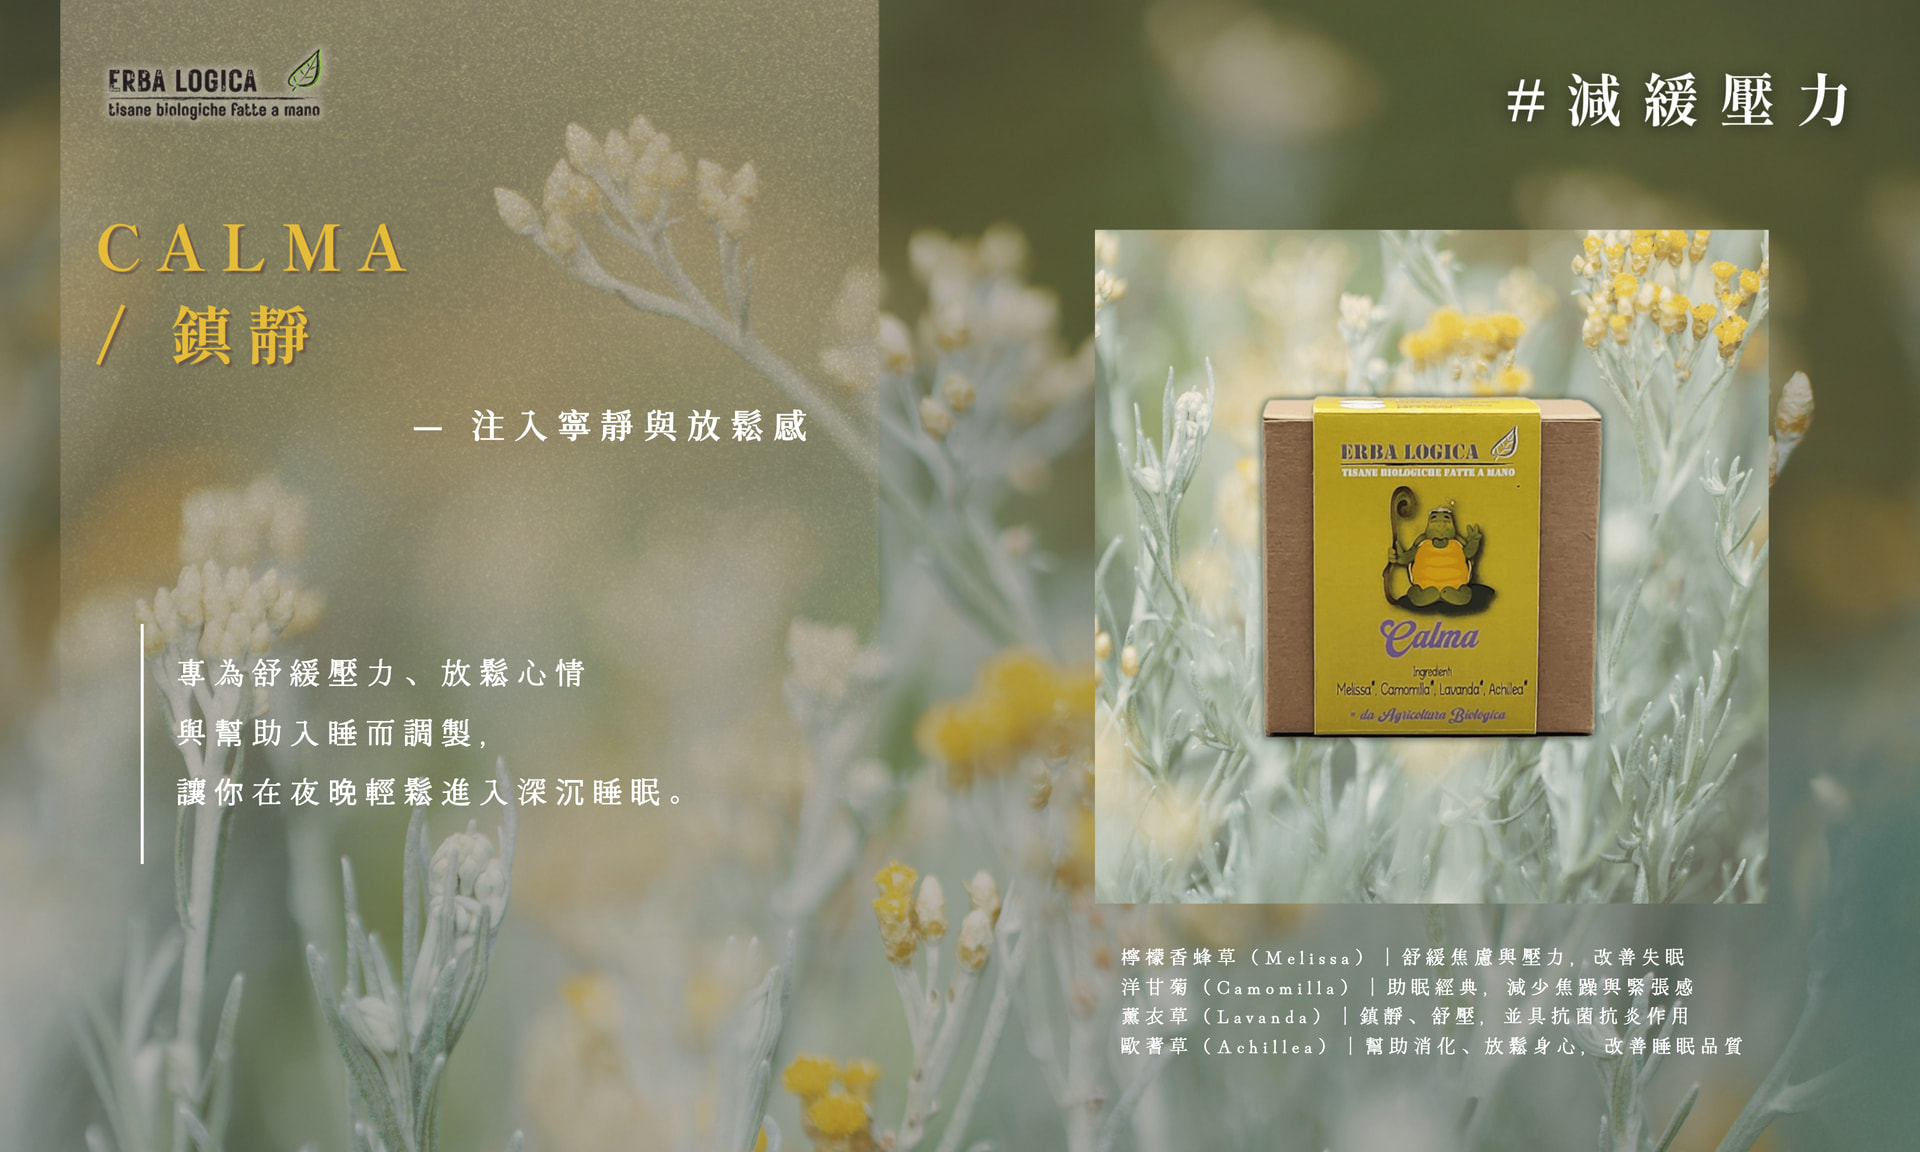 ERBA LOGICA
tisane biologiche fatte a mano
#減緩壓力
CALMA
/ 鎮靜
— 注入寧靜與放鬆感
專為舒緩壓力、放鬆心情
與幫助入睡而調製,
讓你在夜晚輕鬆進入深沉睡眠。
ERBA LOGICA
TISANE BIOLOGICHE FATTE A MANO
Calma
Ingredienti
Melissa*, Camomilla*, Lavanda*, Achillea*
* da Agricoltura Biologica
檸檬香蜂草（Melissa）｜舒緩焦慮與壓力, 改善失眠
洋甘菊（Camomilla）｜助眠經典, 減少焦躁與緊張感
薰衣草（Lavanda）｜鎮靜、舒壓, 並具抗菌抗炎作用
歐蓍草（Achillea）｜幫助消化、放鬆身心, 改善睡眠品質